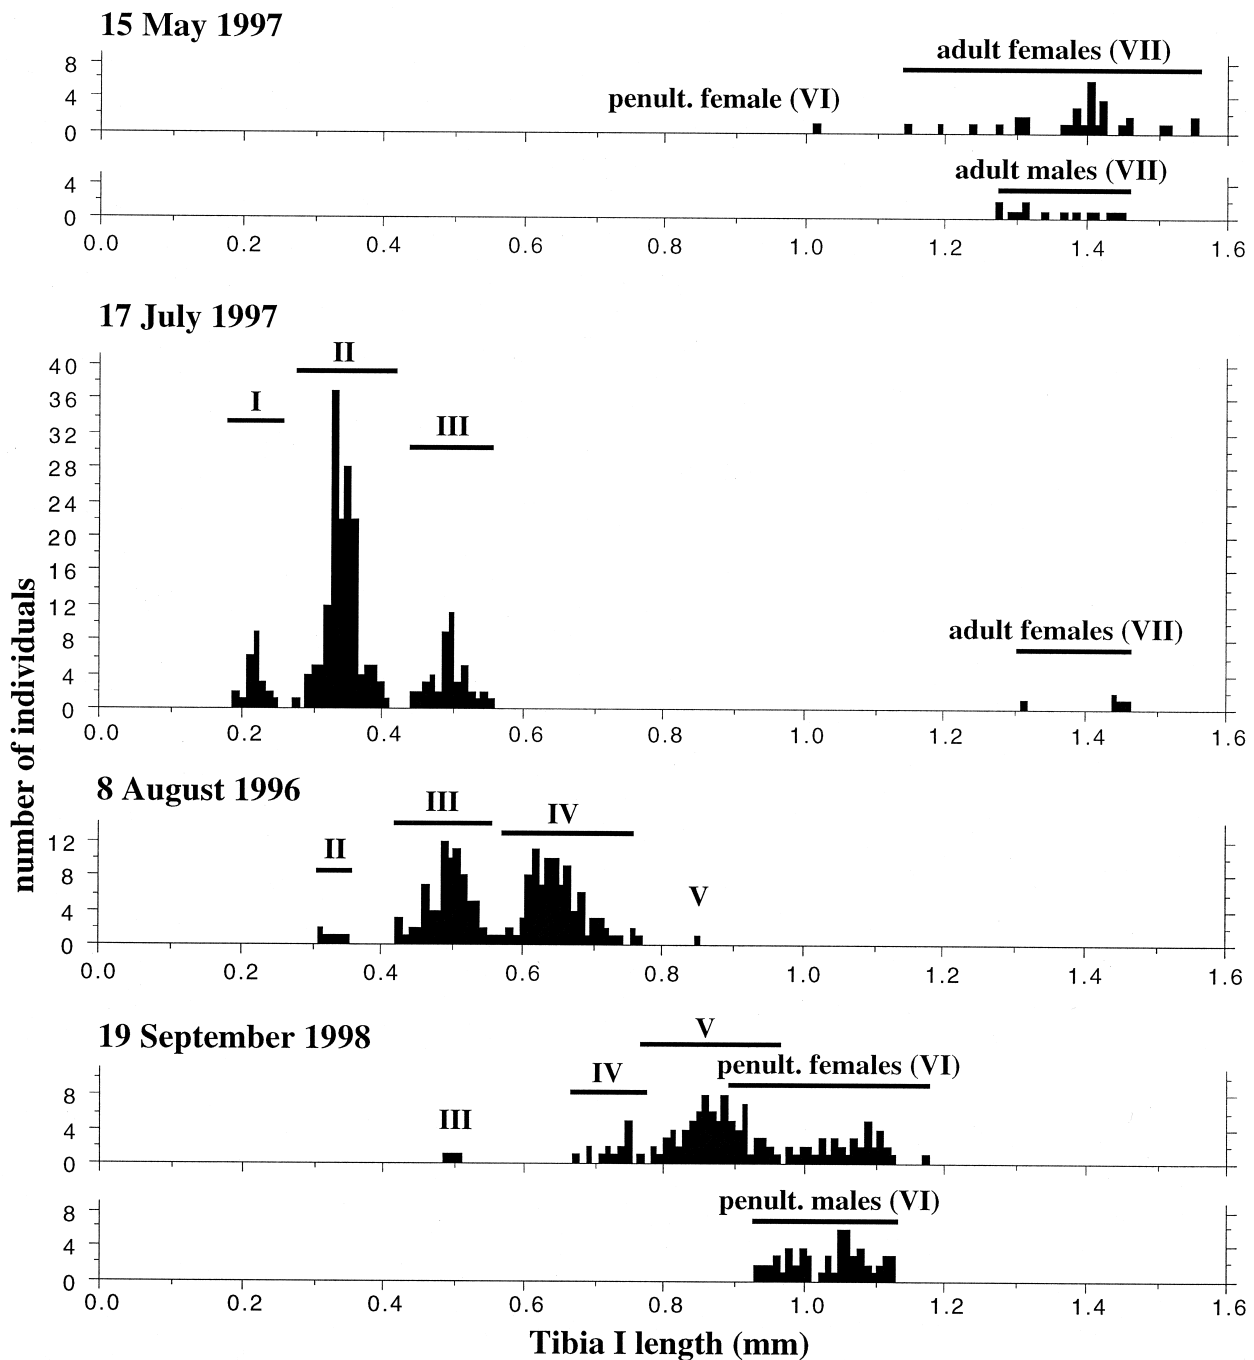 15 May 1997
adult females (VII)
penult. female (VI)
8
4
0
adult males (VII)
4
0
0.0 0.2 0.4 0.6 0.8 1.0 1.2 1.4 1.6
17 July 1997
II
I
III
40
36
32
28
24
20
16
12
8
4
0
adult females (VII)
0.0 0.2 0.4 0.6 0.8 1.0 1.2 1.4 1.6
number of individuals
8 August 1996
III
IV
II
V
12
8
4
0
0.0 0.2 0.4 0.6 0.8 1.0 1.2 1.4 1.6
19 September 1998
V
penult. females (VI)
IV
III
8
4
0
penult. males (VI)
8
4
0
0.0 0.2 0.4 0.6 0.8 1.0 1.2 1.4 1.6
Tibia I length (mm)